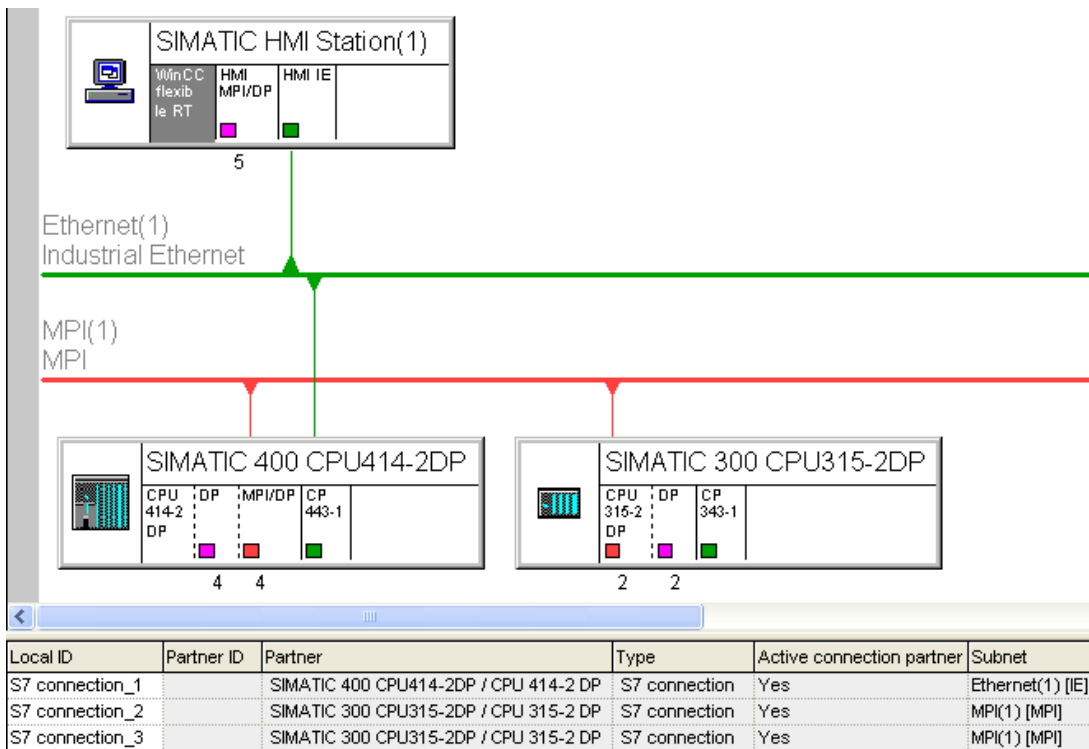 SIMATIC HMI Station(1)
WinCC flexib le RT
HMI MPI/DP
HMI IE
5
Ethernet(1)
Industrial Ethernet
MPI(1)
MPI
SIMATIC 400 CPU414-2DP
CPU 414-2 DP
DP
MPI/DP
CP 443-1
4 4
SIMATIC 300 CPU315-2DP
CPU 315-2 DP
DP
CP 343-1
2 2
Local ID Partner ID Partner Type Active connection partner Subnet
S7 connection_1 SIMATIC 400 CPU414-2DP / CPU 414-2 DP S7 connection Yes Ethernet(1) [IE]
S7 connection_2 SIMATIC 300 CPU315-2DP / CPU 315-2 DP S7 connection Yes MPI(1) [MPI]
S7 connection_3 SIMATIC 300 CPU315-2DP / CPU 315-2 DP S7 connection Yes MPI(1) [MPI]